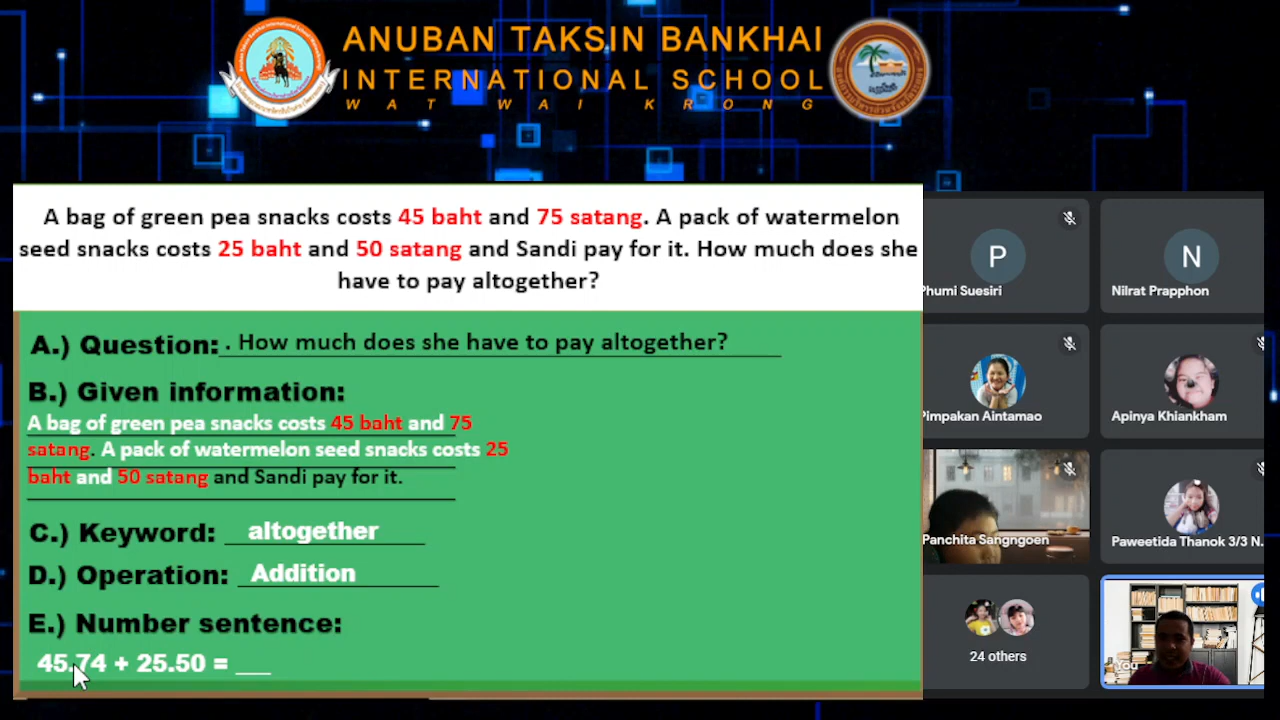 ANUBAN TAKSIN BANKHAI
INTERNATIONAL SCHOOL
WAT WAI KRONG
A bag of green pea snacks costs 45 baht and 75 satang. A pack of watermelon
seed snacks costs 25 baht and 50 satang and Sandi pay for it. How much does she
have to pay altogether?
A.) Question: . How much does she have to pay altogether?
B.) Given information:
A bag of green pea snacks costs 45 baht and 75
satang. A pack of watermelon seed snacks costs 25
baht and 50 satang and Sandi pay for it.
C.) Keyword: altogether
D.) Operation: Addition
E.) Number sentence:
45.74 + 25.50 = __
P
Phumi Suesiri
N
Nilrat Prapphon
Pimpakan Aintamao
Apinya Khiankham
Panchita Sangngoen
Paweetida Thanok 3/3 N.
24 others
You